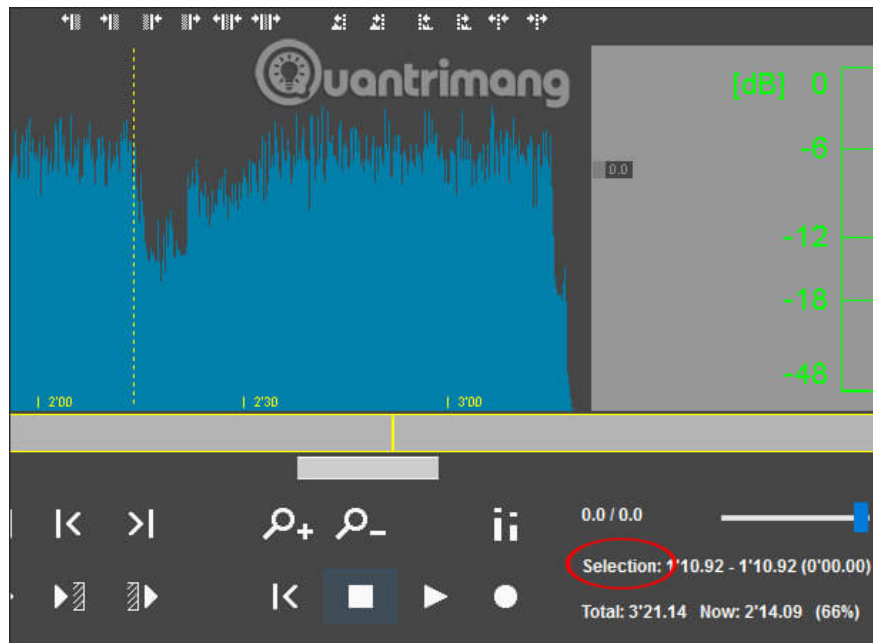 Quantrimang
[dB] 0
-6
0.0
-12
-18
-48
2'00 2'30 3'00
0.0 / 0.0
Selection: 1'10.92 - 1'10.92 (0'00.00)
Total: 3'21.14 Now: 2'14.09 (66%)